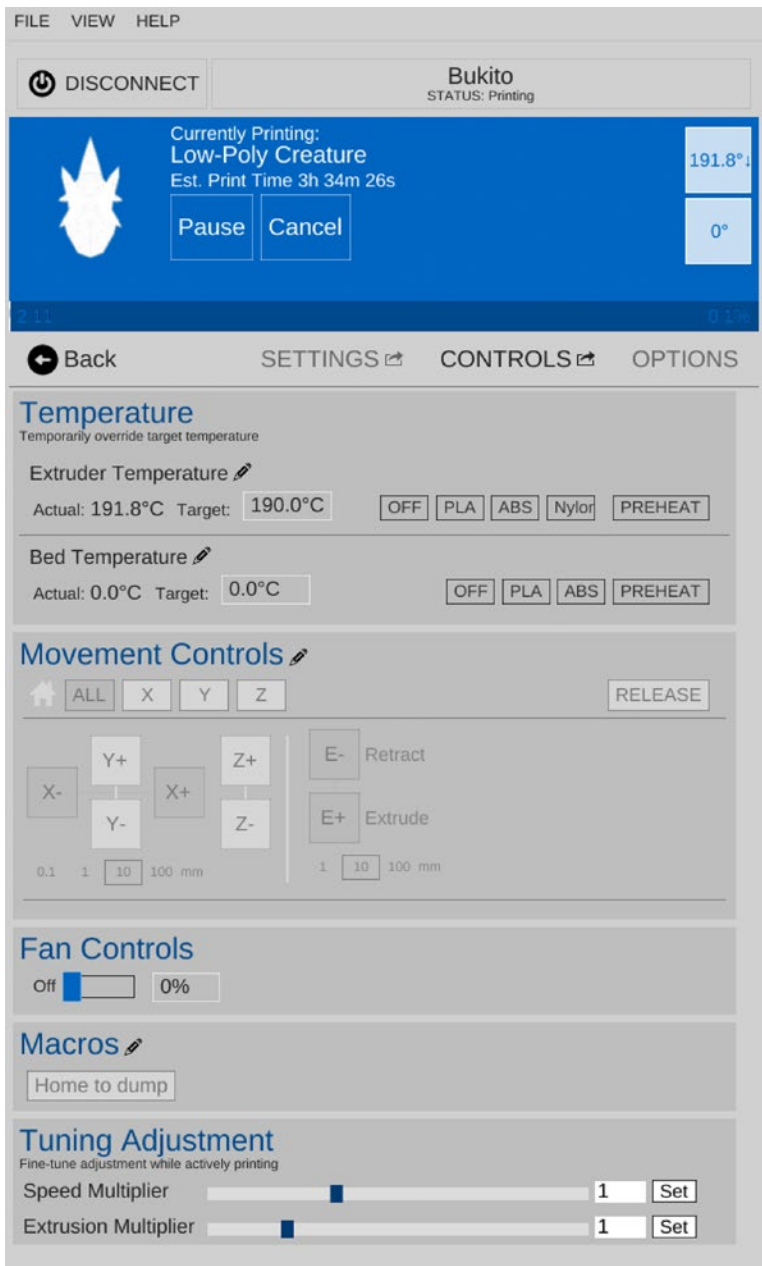 FILE VIEW HELP
DISCONNECT
Bukito
STATUS: Printing
Currently Printing:
Low-Poly Creature
Est. Print Time 3h 34m 26s
Pause Cancel
191.8°↓
0°
2:11 0.1%
Back SETTINGS CONTROLS OPTIONS
Temperature
Temporarily override target temperature
Extruder Temperature
Actual: 191.8°C Target: 190.0°C OFF PLA ABS Nylor PREHEAT
Bed Temperature
Actual: 0.0°C Target: 0.0°C OFF PLA ABS PREHEAT
Movement Controls
ALL X Y Z RELEASE
Y+ Z+ E- Retract
X- X+
Y- Z- E+ Extrude
0.1 1 10 100 mm 1 10 100 mm
Fan Controls
Off 0%
Macros
Home to dump
Tuning Adjustment
Fine-tune adjustment while actively printing
Speed Multiplier 1 Set
Extrusion Multiplier 1 Set